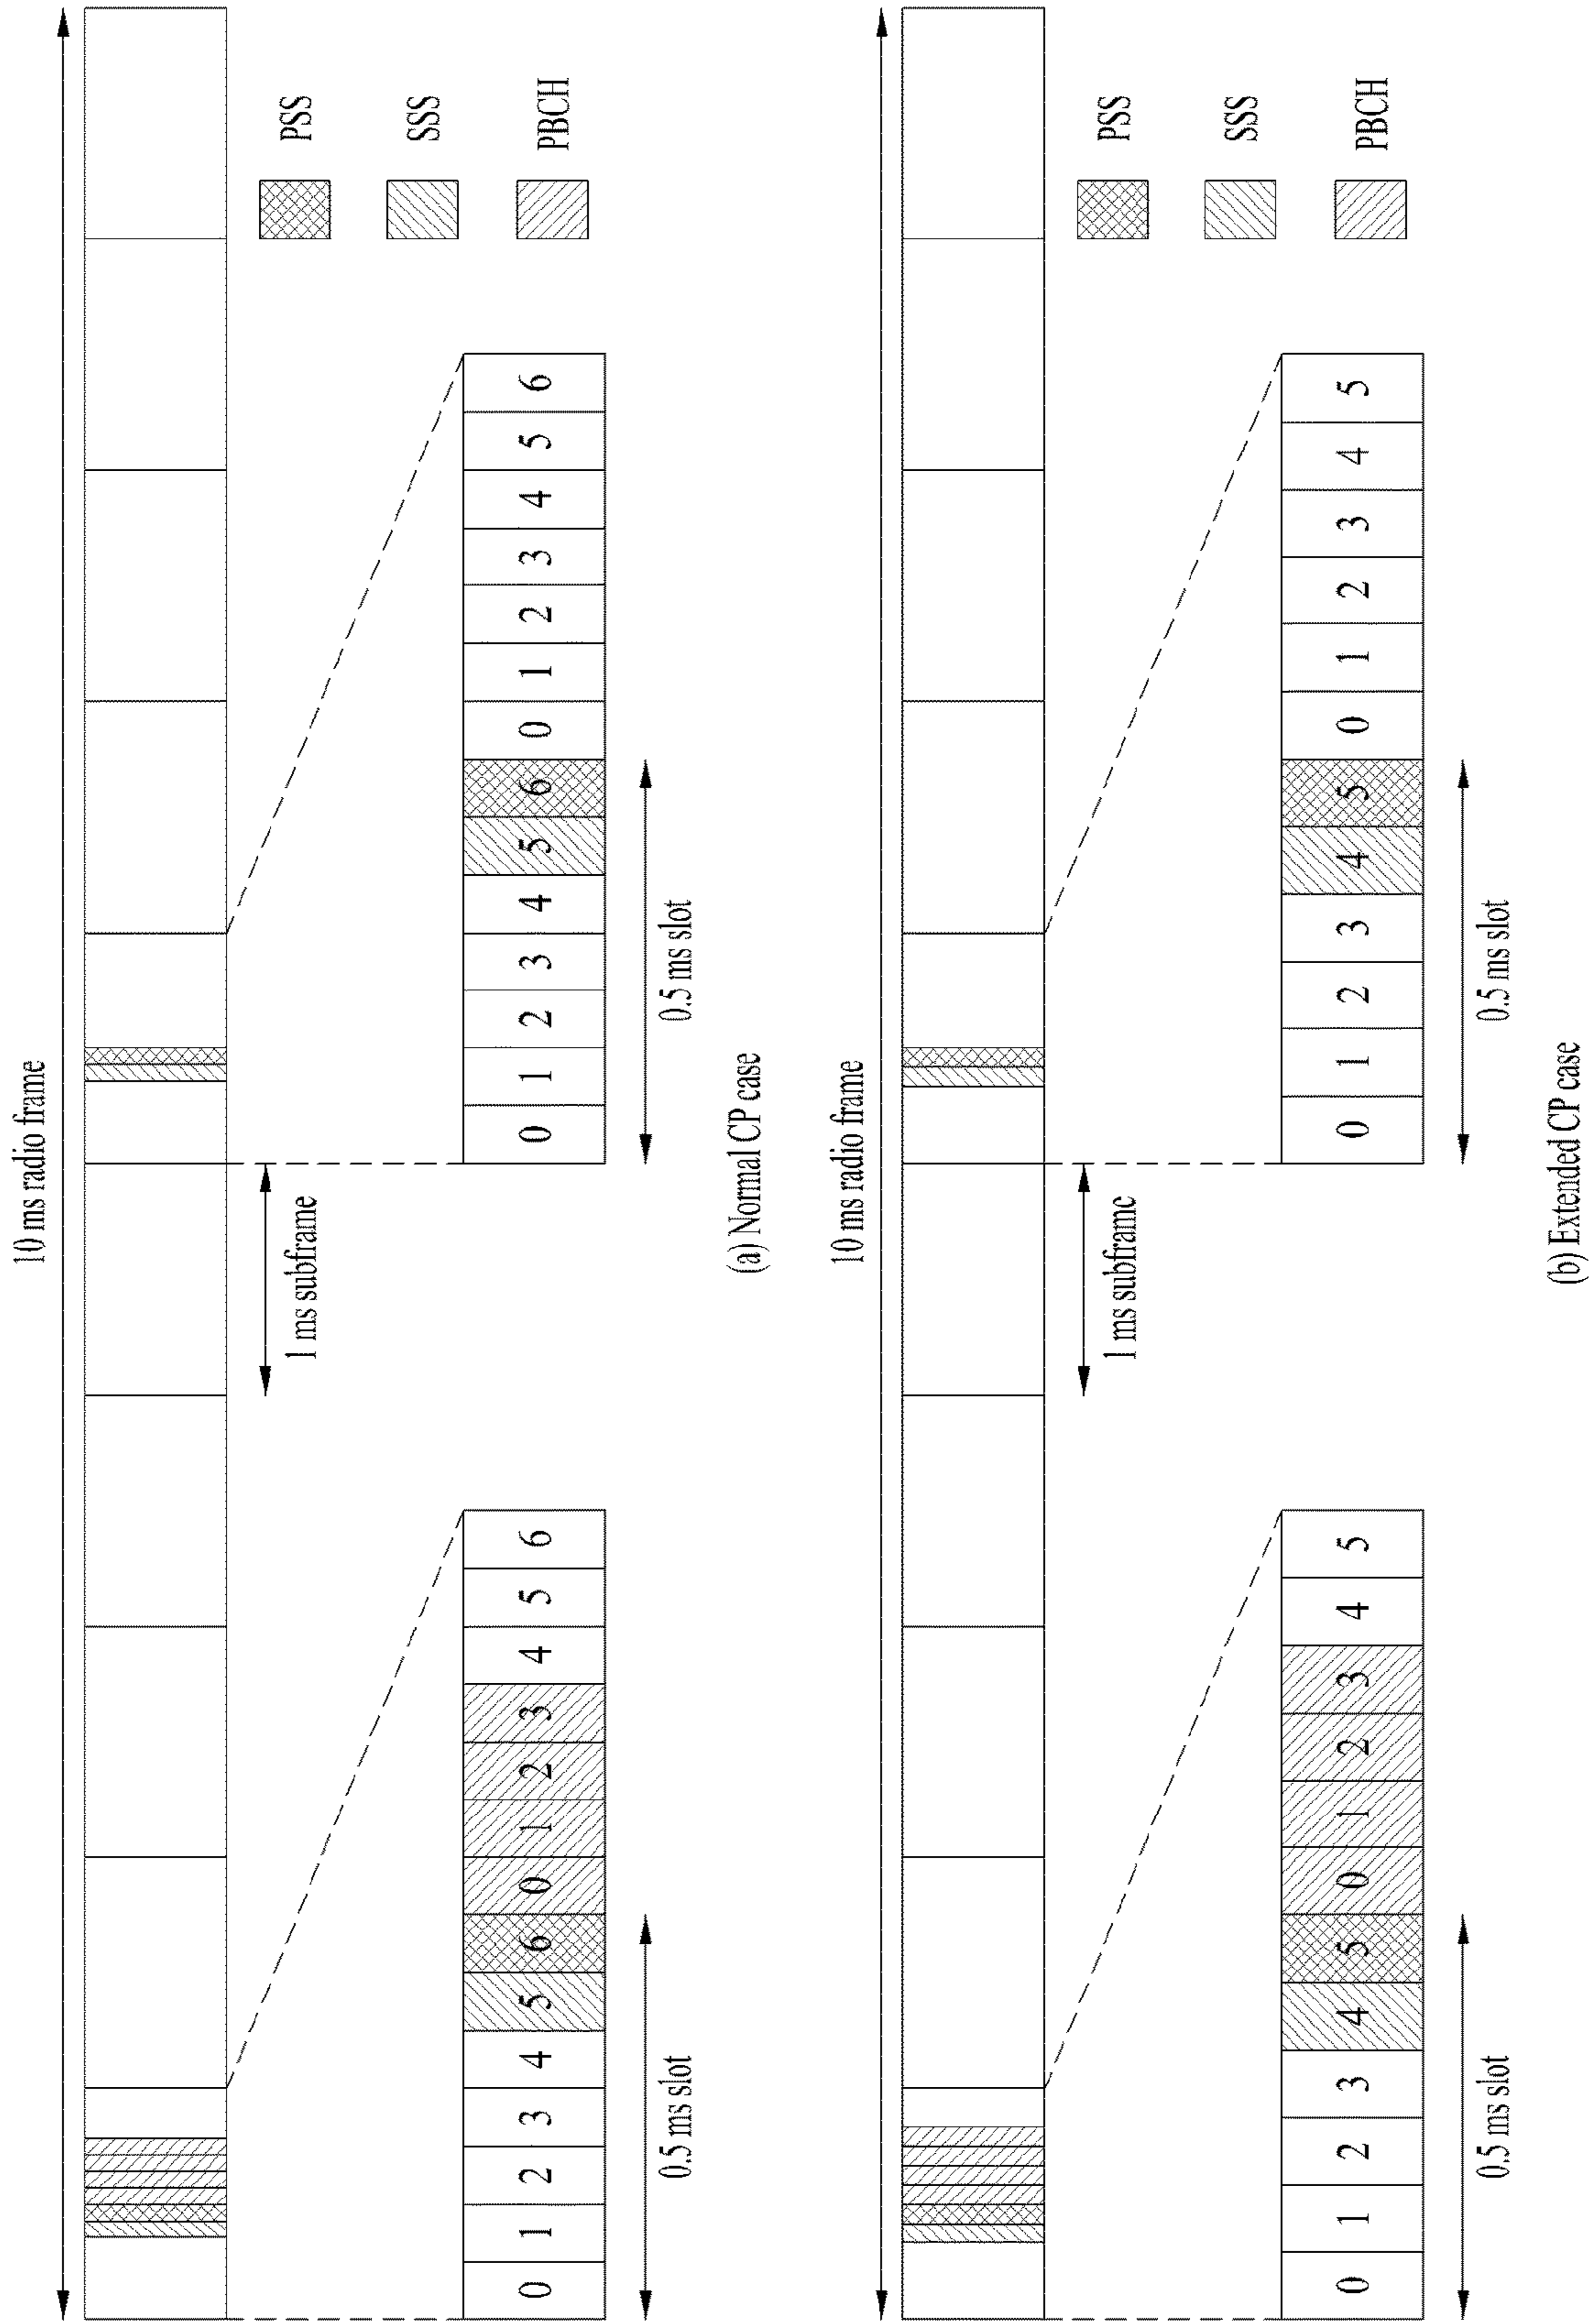 10 ms radio frame
1 ms subframe
PSS
SSS
PBCH
0 1 2 3 4 5 6 0 1 2 3 4 5 6
0 1 2 3 4 5 6 0 1 2 3 4 5 6
0.5 ms slot
0.5 ms slot
(a) Normal CP case
10 ms radio frame
1 ms subframe
PSS
SSS
PBCH
0 1 2 3 4 5 0 1 2 3 4 5
0 1 2 3 4 5 0 1 2 3 4 5
0.5 ms slot
0.5 ms slot
(b) Extended CP case